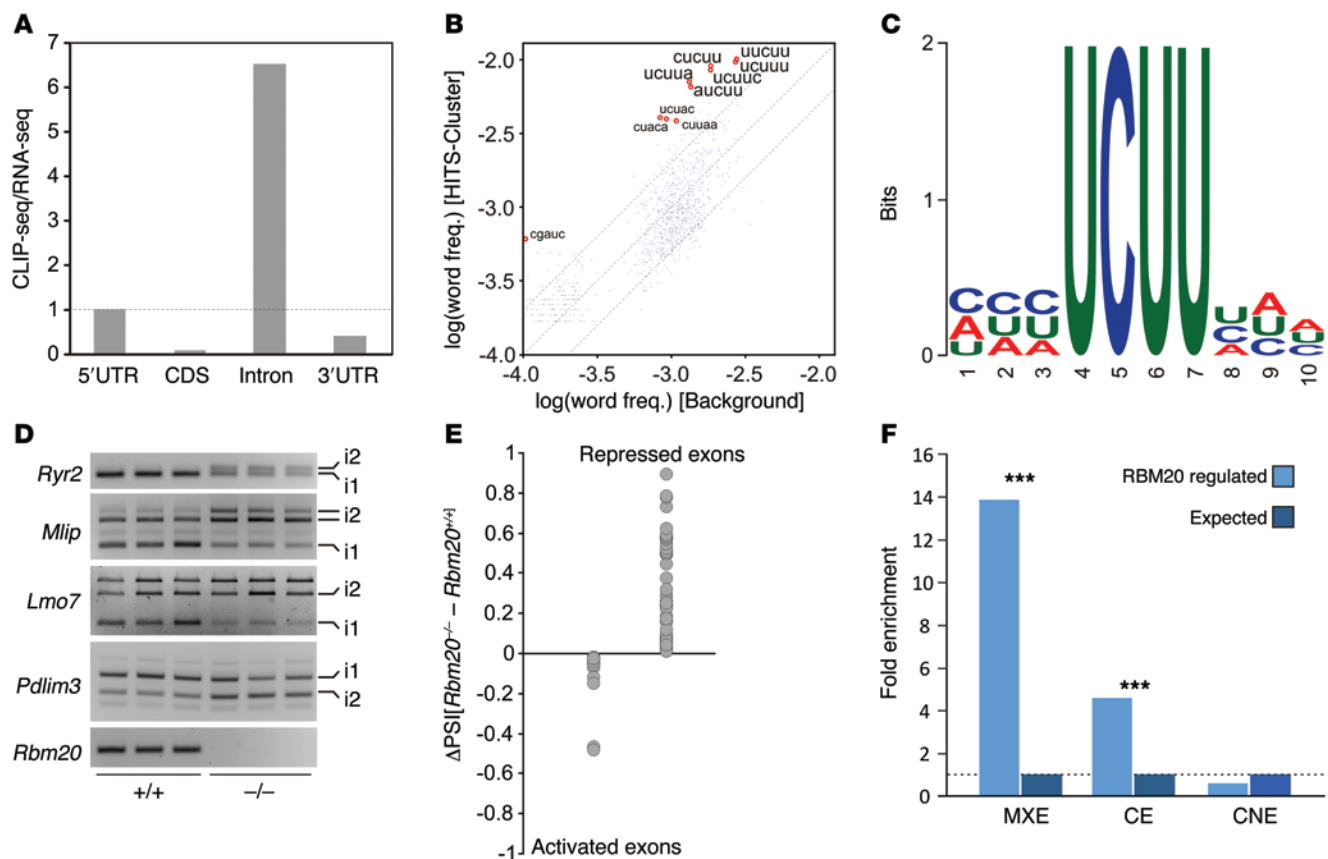 A
CLIP-seq/RNA-seq
7
6
5
4
3
2
1
0
5′UTR CDS Intron 3′UTR
B
log(word freq.) [HITS-Cluster]
-2.0
-2.5
-3.0
-3.5
-4.0
cucuu
uucuu
ucuuu
ucuua
ucuuc
aucuu
ucuac
cuaca
cuuaa
cgauc
-4.0 -3.5 -3.0 -2.5 -2.0
log(word freq.) [Background]
C
Bits
2
1
0
C A U
C U A
C U A
U
C
U
U
U C A
A U C
A U C
1 2 3 4 5 6 7 8 9 10
D
Ryr2
i2
i1
Mlip
i2
i1
Lmo7
i2
i1
Pdlim3
i1
i2
Rbm20
+/+ −/−
E
ΔPSI[Rbm20-/- – Rbm20+/+]
1
0.8
0.6
0.4
0.2
0
-0.2
-0.4
-0.6
-0.8
-1
Repressed exons
Activated exons
F
Fold enrichment
16
14
12
10
8
6
4
2
0
RBM20 regulated
Expected
***
***
MXE CE CNE